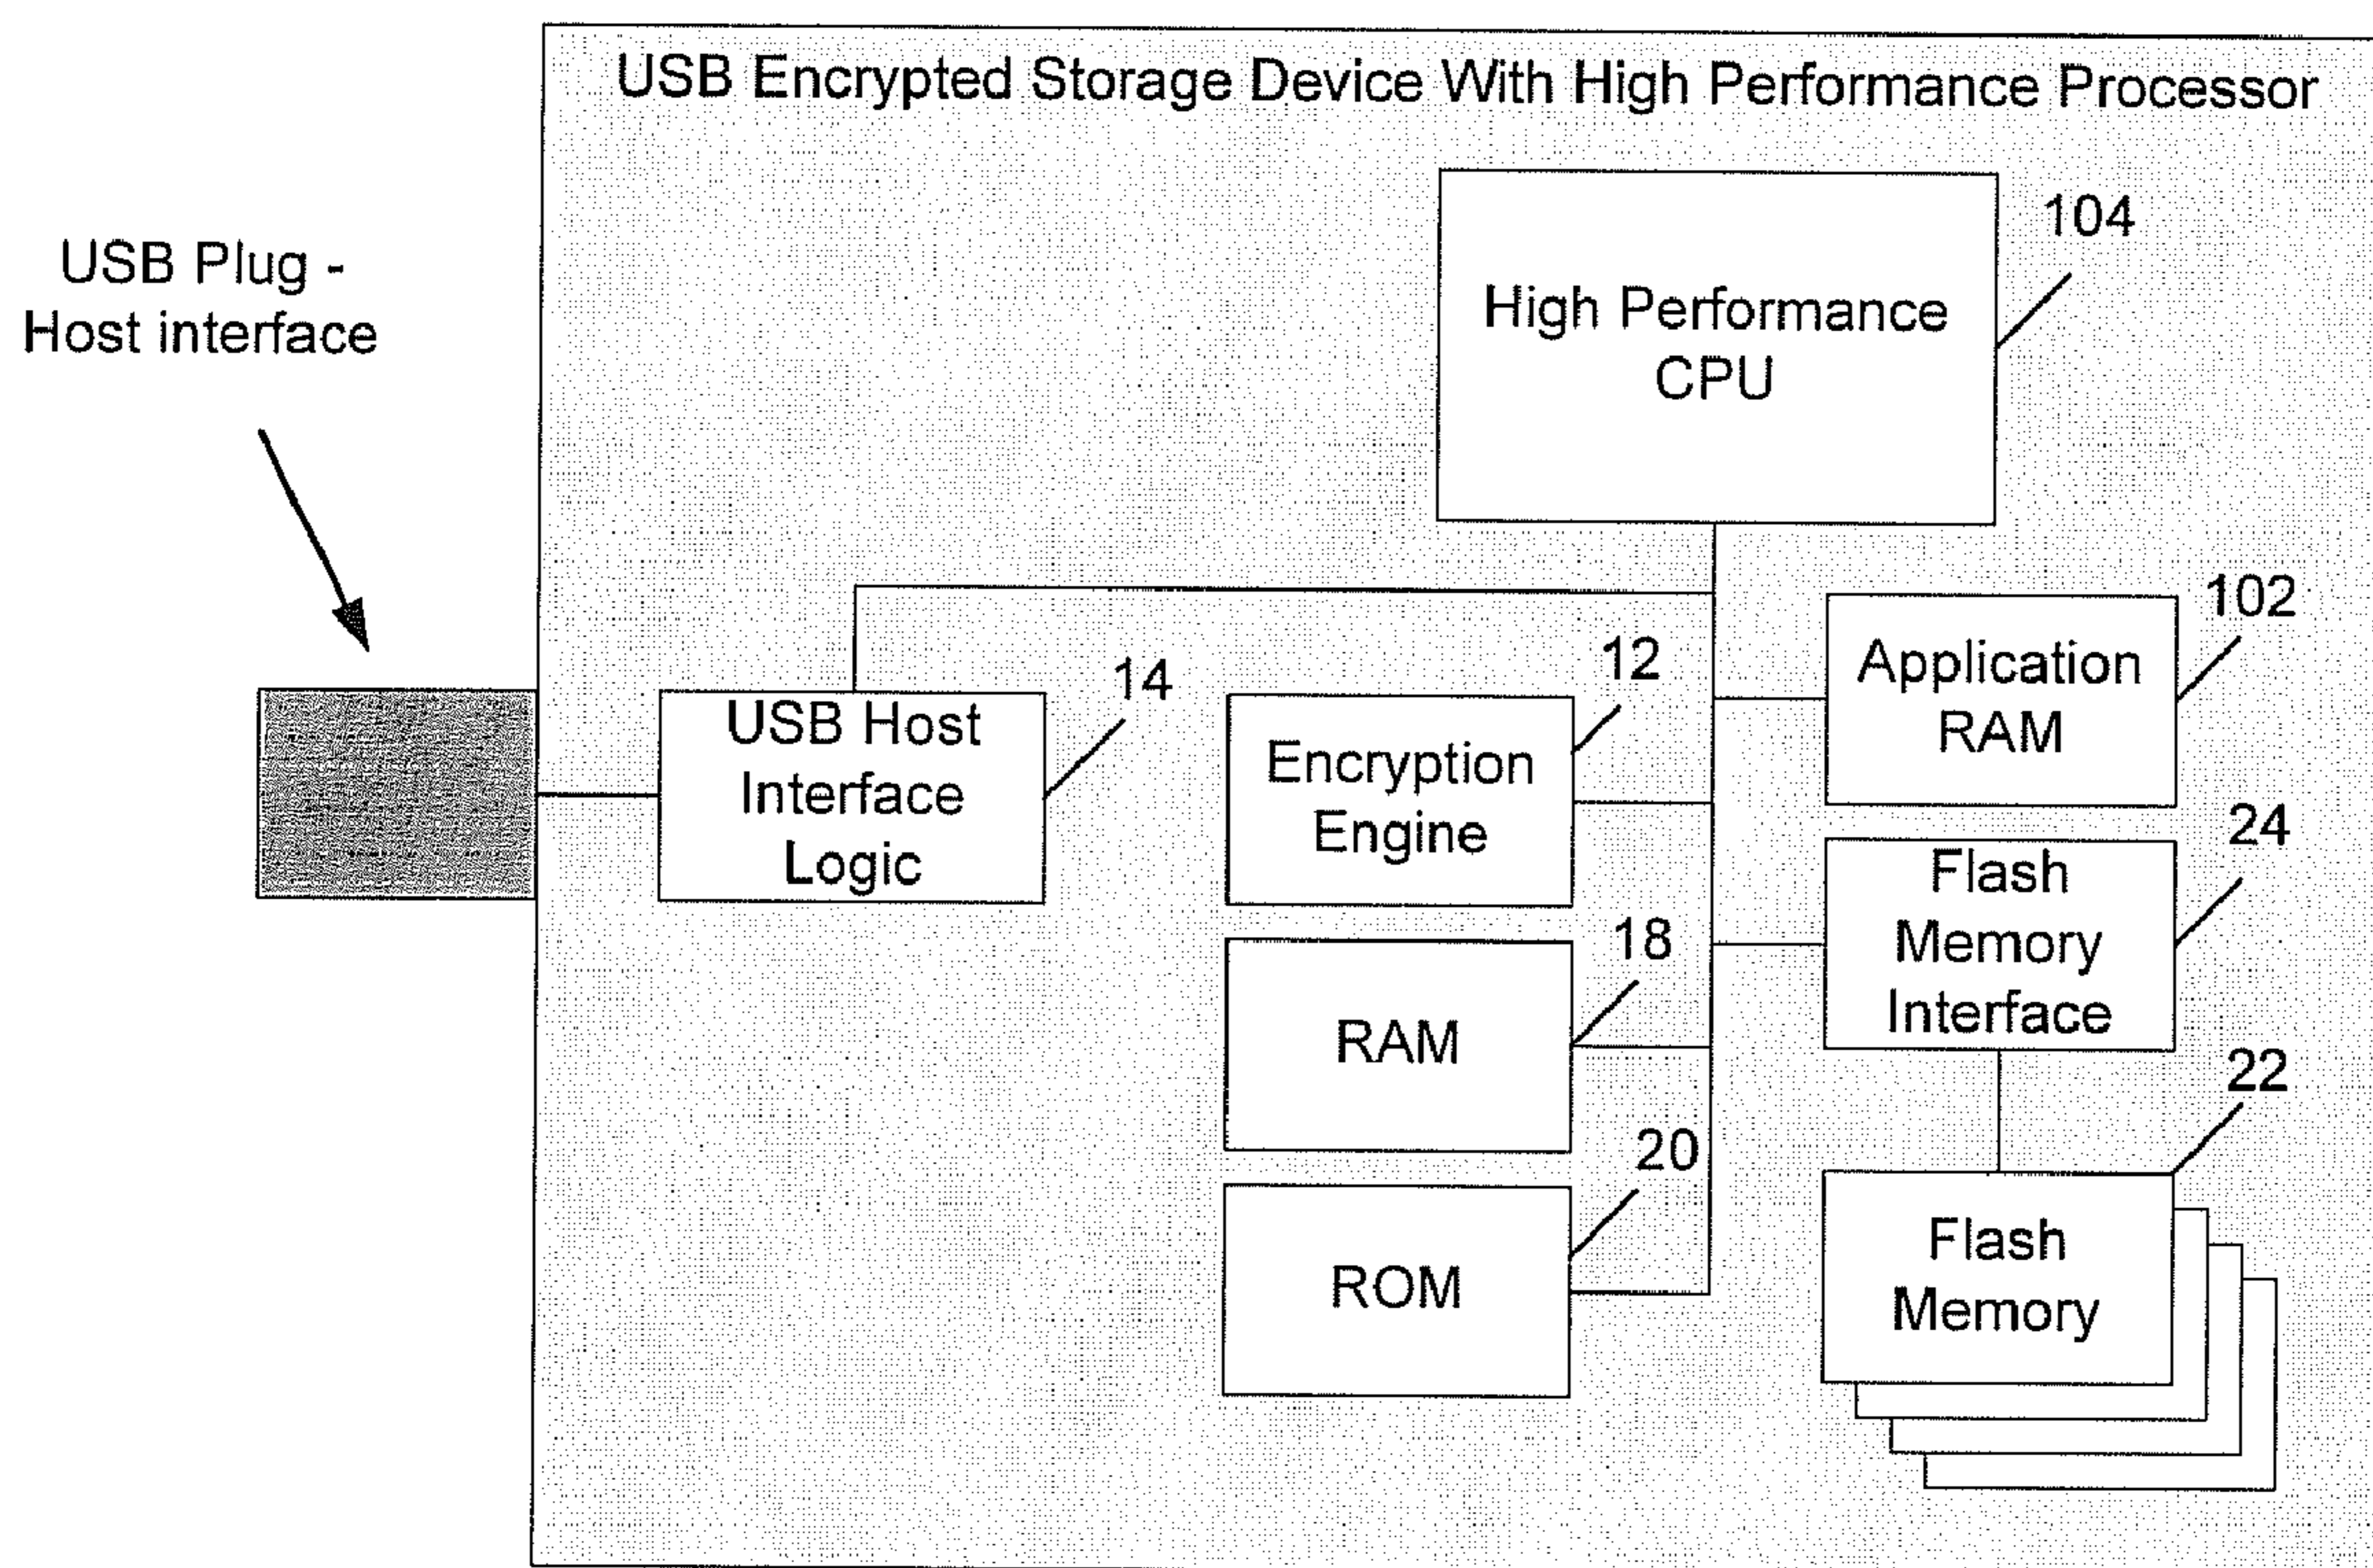 USB Encrypted Storage Device With High Performance Processor
USB Plug -
Host interface
High Performance
CPU
104
USB Host
Interface
Logic
14
Encryption
Engine
12
Application
RAM
102
RAM
18
Flash
Memory
Interface
24
ROM
20
Flash
Memory
22